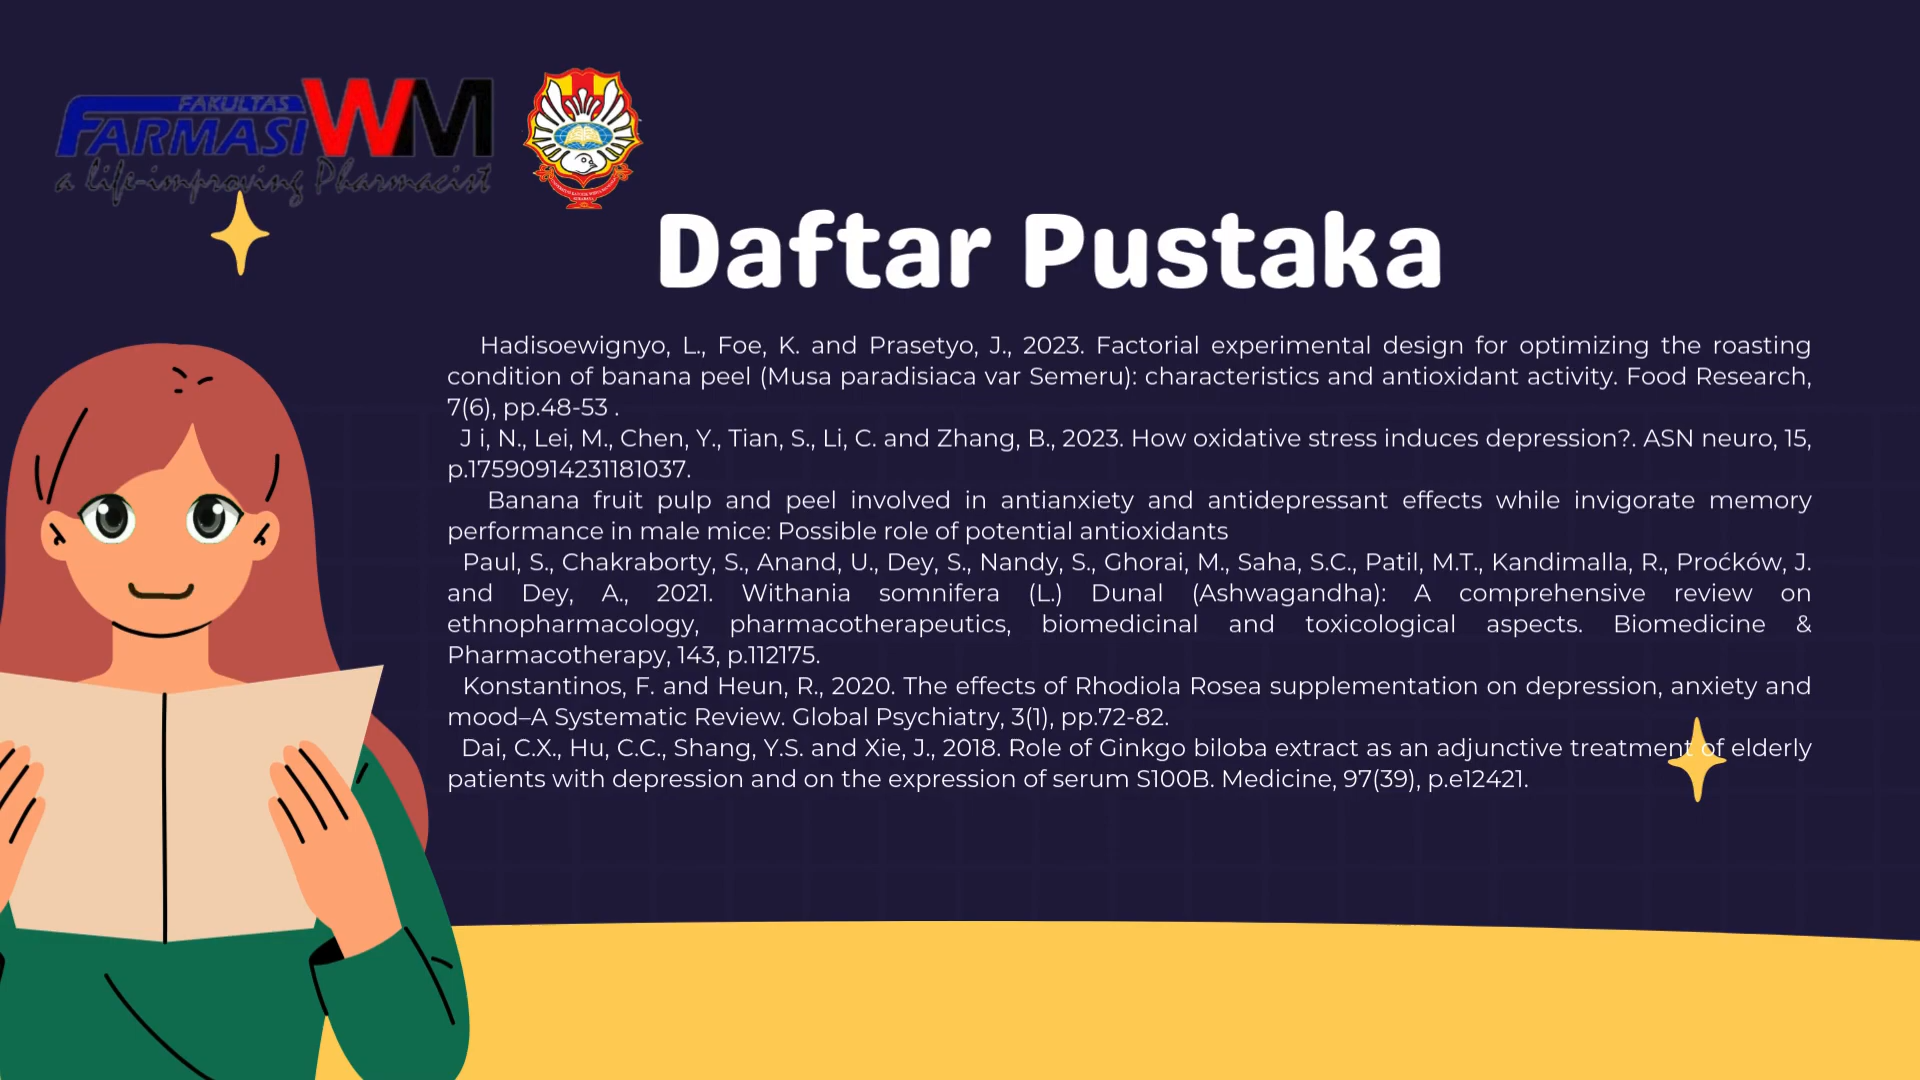 FAKULTAS
FARMASI WM
a life-improving Pharmacist
Daftar Pustaka
Hadisoewignyo, L., Foe, K. and Prasetyo, J., 2023. Factorial experimental design for optimizing the roasting
condition of banana peel (Musa paradisiaca var Semeru): characteristics and antioxidant activity. Food Research,
7(6), pp.48-53 .
J i, N., Lei, M., Chen, Y., Tian, S., Li, C. and Zhang, B., 2023. How oxidative stress induces depression?. ASN neuro, 15,
p.17590914231181037.
Banana fruit pulp and peel involved in antianxiety and antidepressant effects while invigorate memory
performance in male mice: Possible role of potential antioxidants
Paul, S., Chakraborty, S., Anand, U., Dey, S., Nandy, S., Ghorai, M., Saha, S.C., Patil, M.T., Kandimalla, R., Proćków, J.
and Dey, A., 2021. Withania somnifera (L.) Dunal (Ashwagandha): A comprehensive review on
ethnopharmacology, pharmacotherapeutics, biomedicinal and toxicological aspects. Biomedicine &
Pharmacotherapy, 143, p.112175.
Konstantinos, F. and Heun, R., 2020. The effects of Rhodiola Rosea supplementation on depression, anxiety and
mood–A Systematic Review. Global Psychiatry, 3(1), pp.72-82.
Dai, C.X., Hu, C.C., Shang, Y.S. and Xie, J., 2018. Role of Ginkgo biloba extract as an adjunctive treatment of elderly
patients with depression and on the expression of serum S100B. Medicine, 97(39), p.e12421.